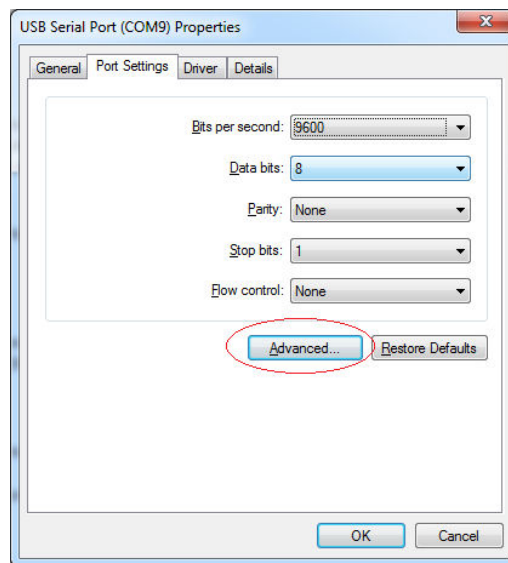 USB Serial Port (COM9) Properties
General Port Settings Driver Details
Bits per second: 9600
Data bits: 8
Parity: None
Stop bits: 1
Flow control: None
Advanced... Restore Defaults
OK Cancel